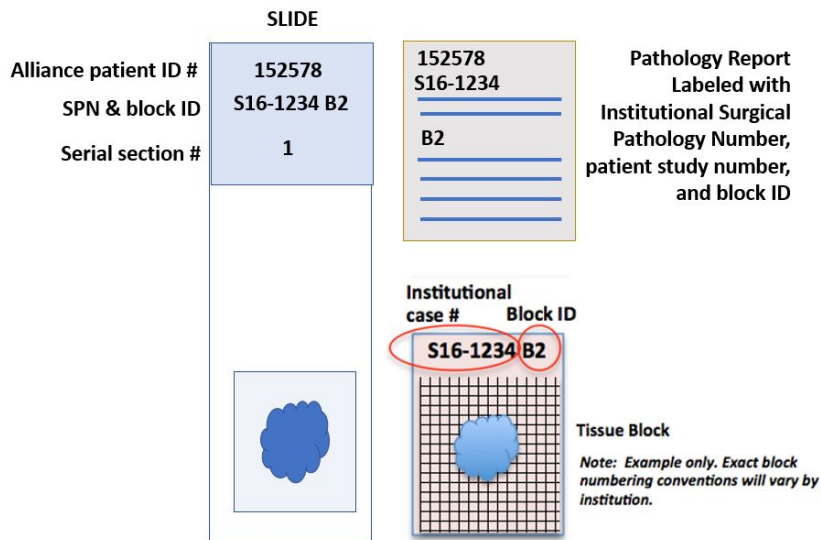 SLIDE
Alliance patient ID #
152578
SPN & block ID
S16-1234 B2
Serial section #
1
152578
S16-1234
B2
Pathology Report
Labeled with
Institutional Surgical
Pathology Number,
patient study number,
and block ID
Institutional
case #
Block ID
S16-1234 B2
Tissue Block
Note: Example only. Exact block
numbering conventions will vary by
institution.